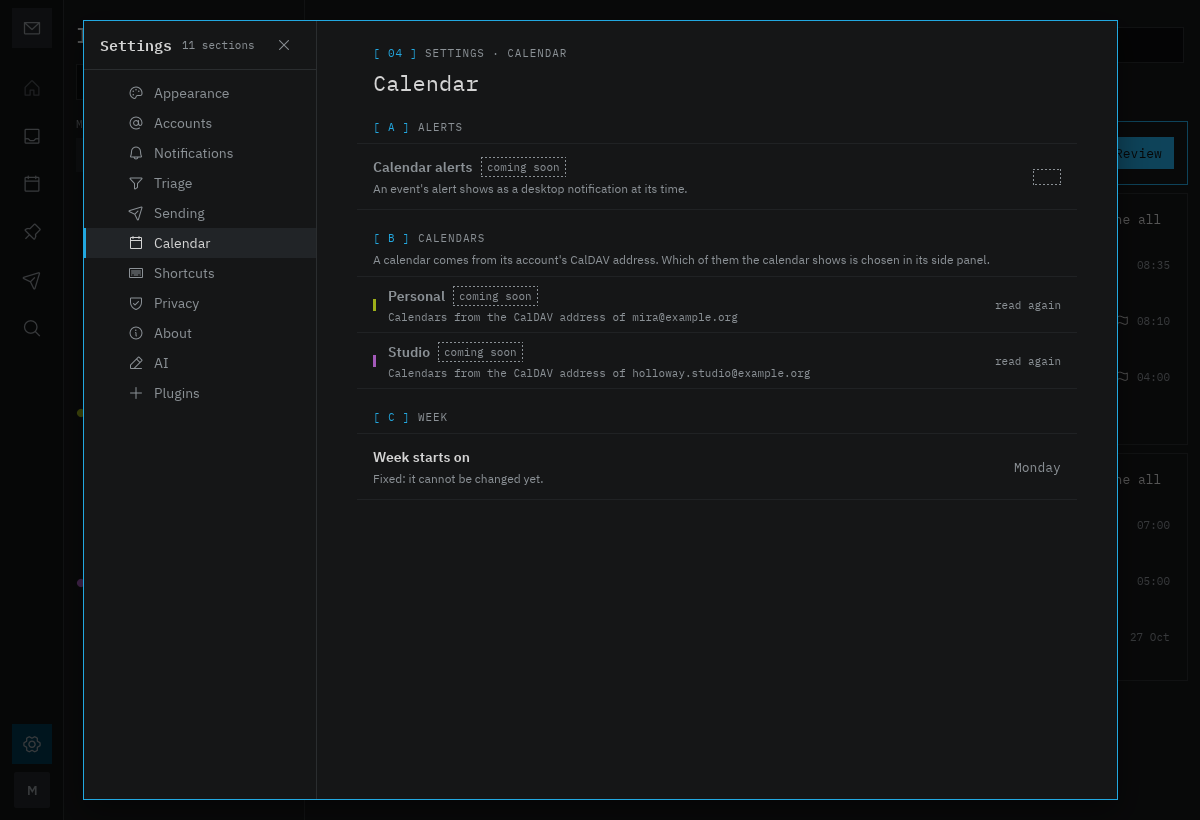 Settings 11 sections
Appearance
Accounts
Notifications
Triage
Sending
Calendar
Shortcuts
Privacy
About
AI
Plugins
[ 04 ] SETTINGS · CALENDAR
Calendar
[ A ] ALERTS
Calendar alerts coming soon
An event's alert shows as a desktop notification at its time.
[ B ] CALENDARS
A calendar comes from its account's CalDAV address. Which of them the calendar shows is chosen in its side panel.
Personal coming soon
Calendars from the CalDAV address of mira@example.org
read again
Studio coming soon
Calendars from the CalDAV address of holloway.studio@example.org
read again
[ C ] WEEK
Week starts on
Fixed: it cannot be changed yet.
Monday
Review
all
08:35
08:10
04:00
all
07:00
05:00
27 Oct
M